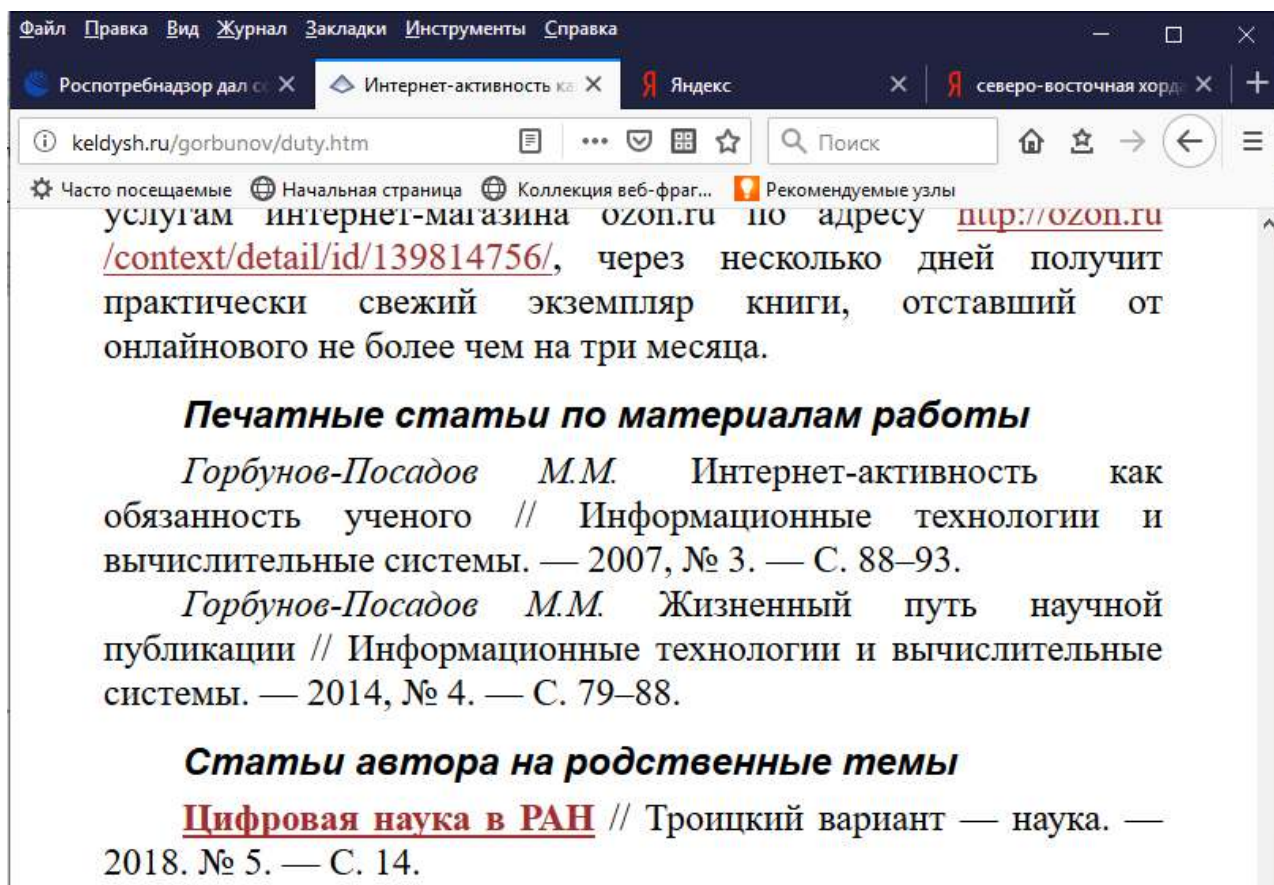 Файл Правка Вид Журнал Закладки Инструменты Справка
Роспотребнадзор дал со Интернет-активность ка Яндекс северо-восточная хорда
keldysh.ru/gorbunov/duty.htm Поиск
Часто посещаемые Начальная страница Коллекция веб-фраг... Рекомендуемые узлы
услугам интернет-магазина ozon.ru по адресу http://ozon.ru
/context/detail/id/139814756/, через несколько дней получит
практически свежий экземпляр книги, отставший от
онлайнового не более чем на три месяца.
Печатные статьи по материалам работы
Горбунов-Посадов М.М. Интернет-активность как
обязанность ученого // Информационные технологии и
вычислительные системы. — 2007, № 3. — С. 88–93.
Горбунов-Посадов М.М. Жизненный путь научной
публикации // Информационные технологии и вычислительные
системы. — 2014, № 4. — С. 79–88.
Статьи автора на родственные темы
Цифровая наука в РАН // Троицкий вариант — наука. —
2018. № 5. — С. 14.